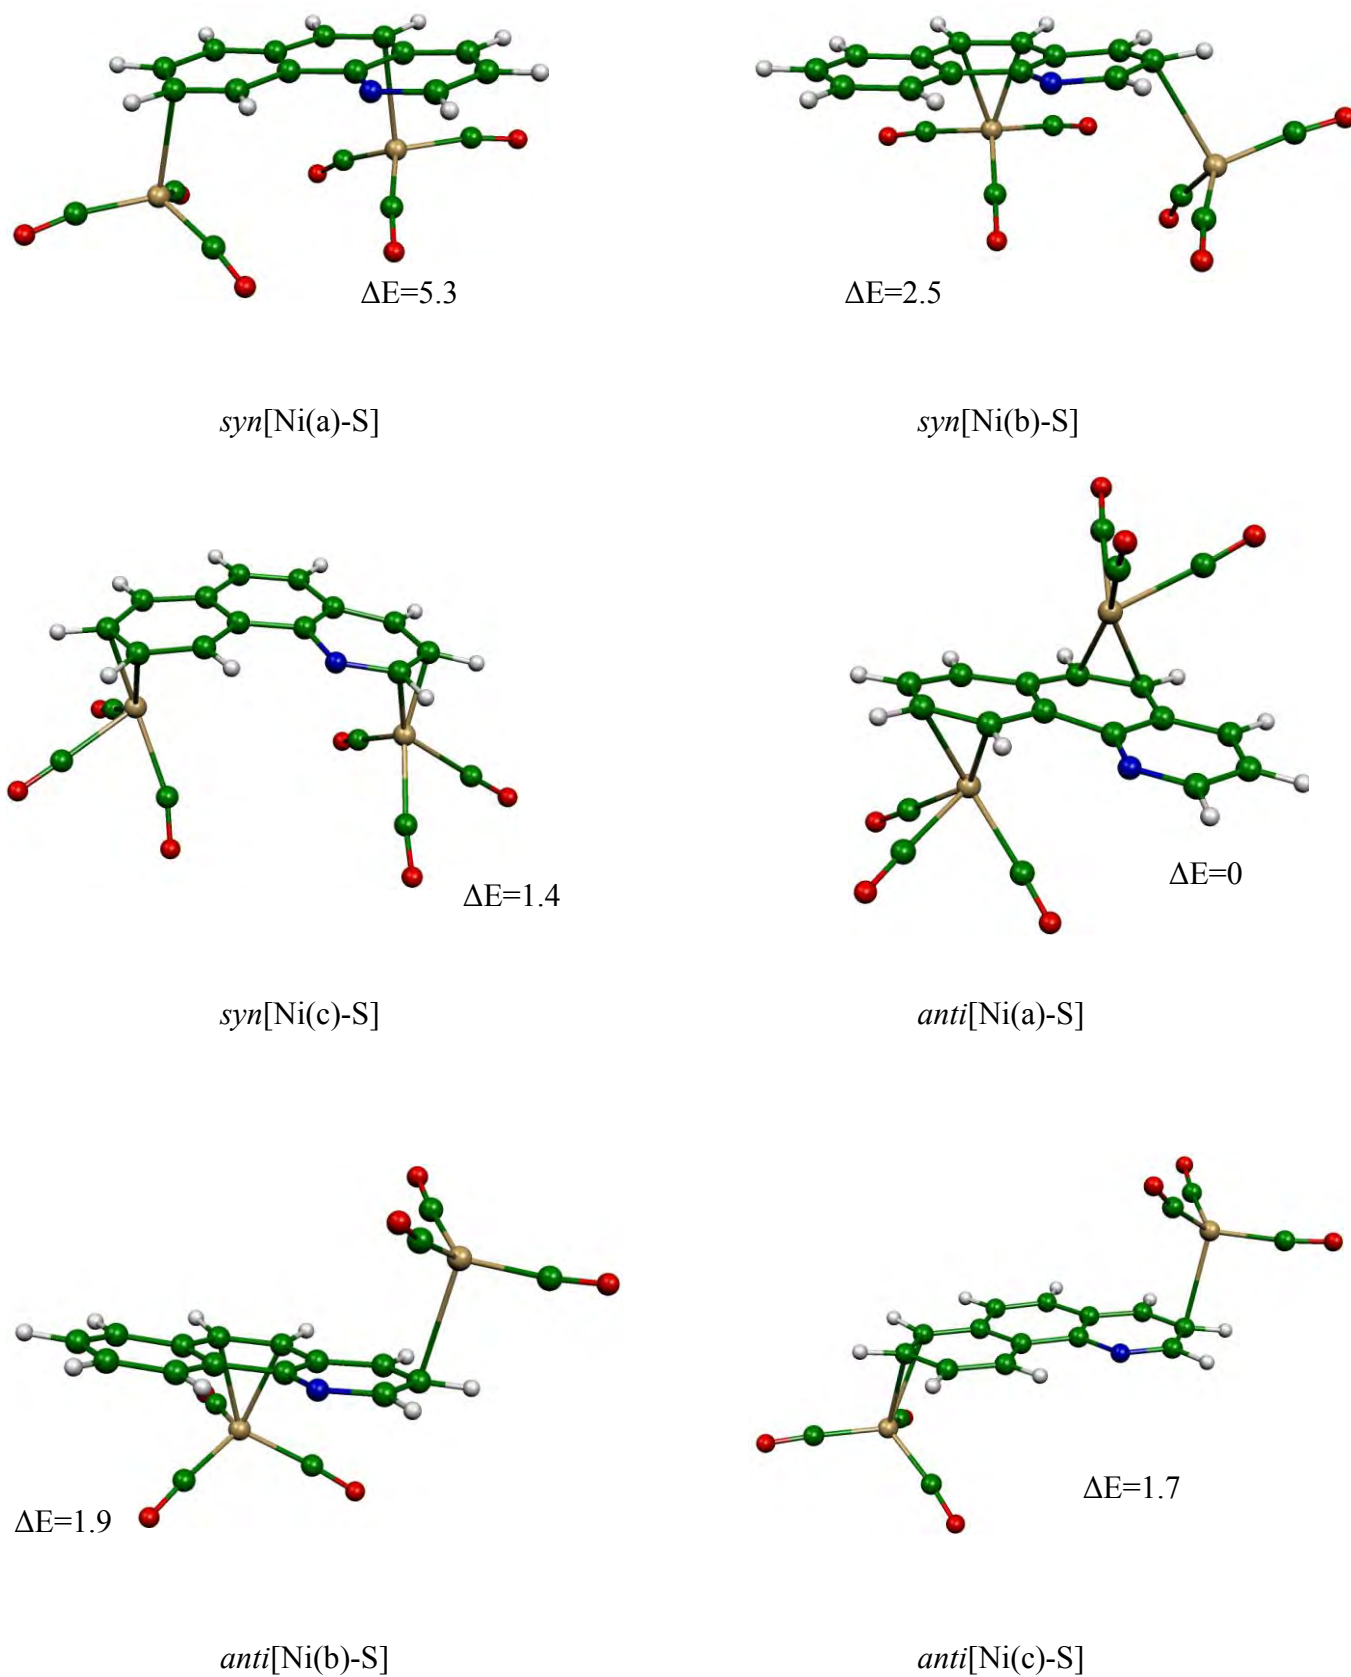 ΔE=5.3
ΔE=2.5
syn[Ni(a)-S]
syn[Ni(b)-S]
ΔE=1.4
ΔE=0
syn[Ni(c)-S]
anti[Ni(a)-S]
ΔE=1.9
ΔE=1.7
anti[Ni(b)-S]
anti[Ni(c)-S]